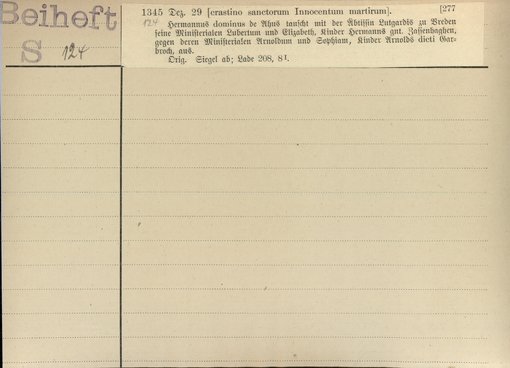 Beiheft
S 124
1345 Dez. 29 [crastino sanctorum Innocentum martirum]. [277
124 Hermannus dominus de Ahus tauscht mit der Äbtissin Lutgardis zu Vreden
seine Ministerialen Lubertum und Elizabeth, Kinder Hermanns gnt. Zassenbaghen,
gegen deren Ministerialen Arnoldum und Sophiam, Kinder Arnolds dicti Gar-
broch, aus.
Orig. Siegel ab; Lade 208, 8¹.